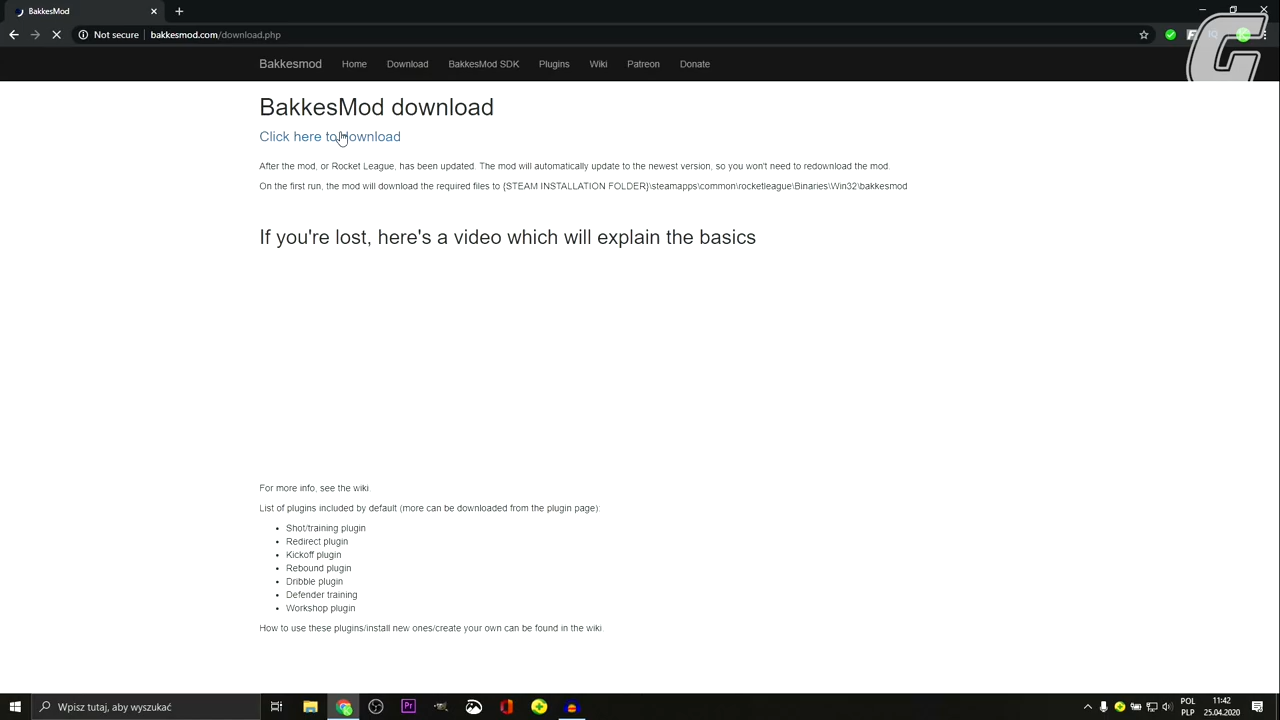 BakkesMod
Not secure
bakkesmod.com/download.php
Bakkesmod
Home
Download
BakkesMod SDK
Plugins
Wiki
Patreon
Donate
BakkesMod download
Click here to download
After the mod, or Rocket League, has been updated. The mod will automatically update to the newest version, so you won't need to redownload the mod.
On the first run, the mod will download the required files to {STEAM INSTALLATION FOLDER}\steamapps\common\rocketleague\Binaries\Win32\bakkesmod
If you're lost, here's a video which will explain the basics
For more info, see the wiki.
List of plugins included by default (more can be downloaded from the plugin page):
Shot/training plugin
Redirect plugin
Kickoff plugin
Rebound plugin
Dribble plugin
Defender training
Workshop plugin
How to use these plugins/install new ones/create your own can be found in the wiki.
Wpisz tutaj, aby wyszukać
Pr
POL
PLP
11:42
25.04.2020